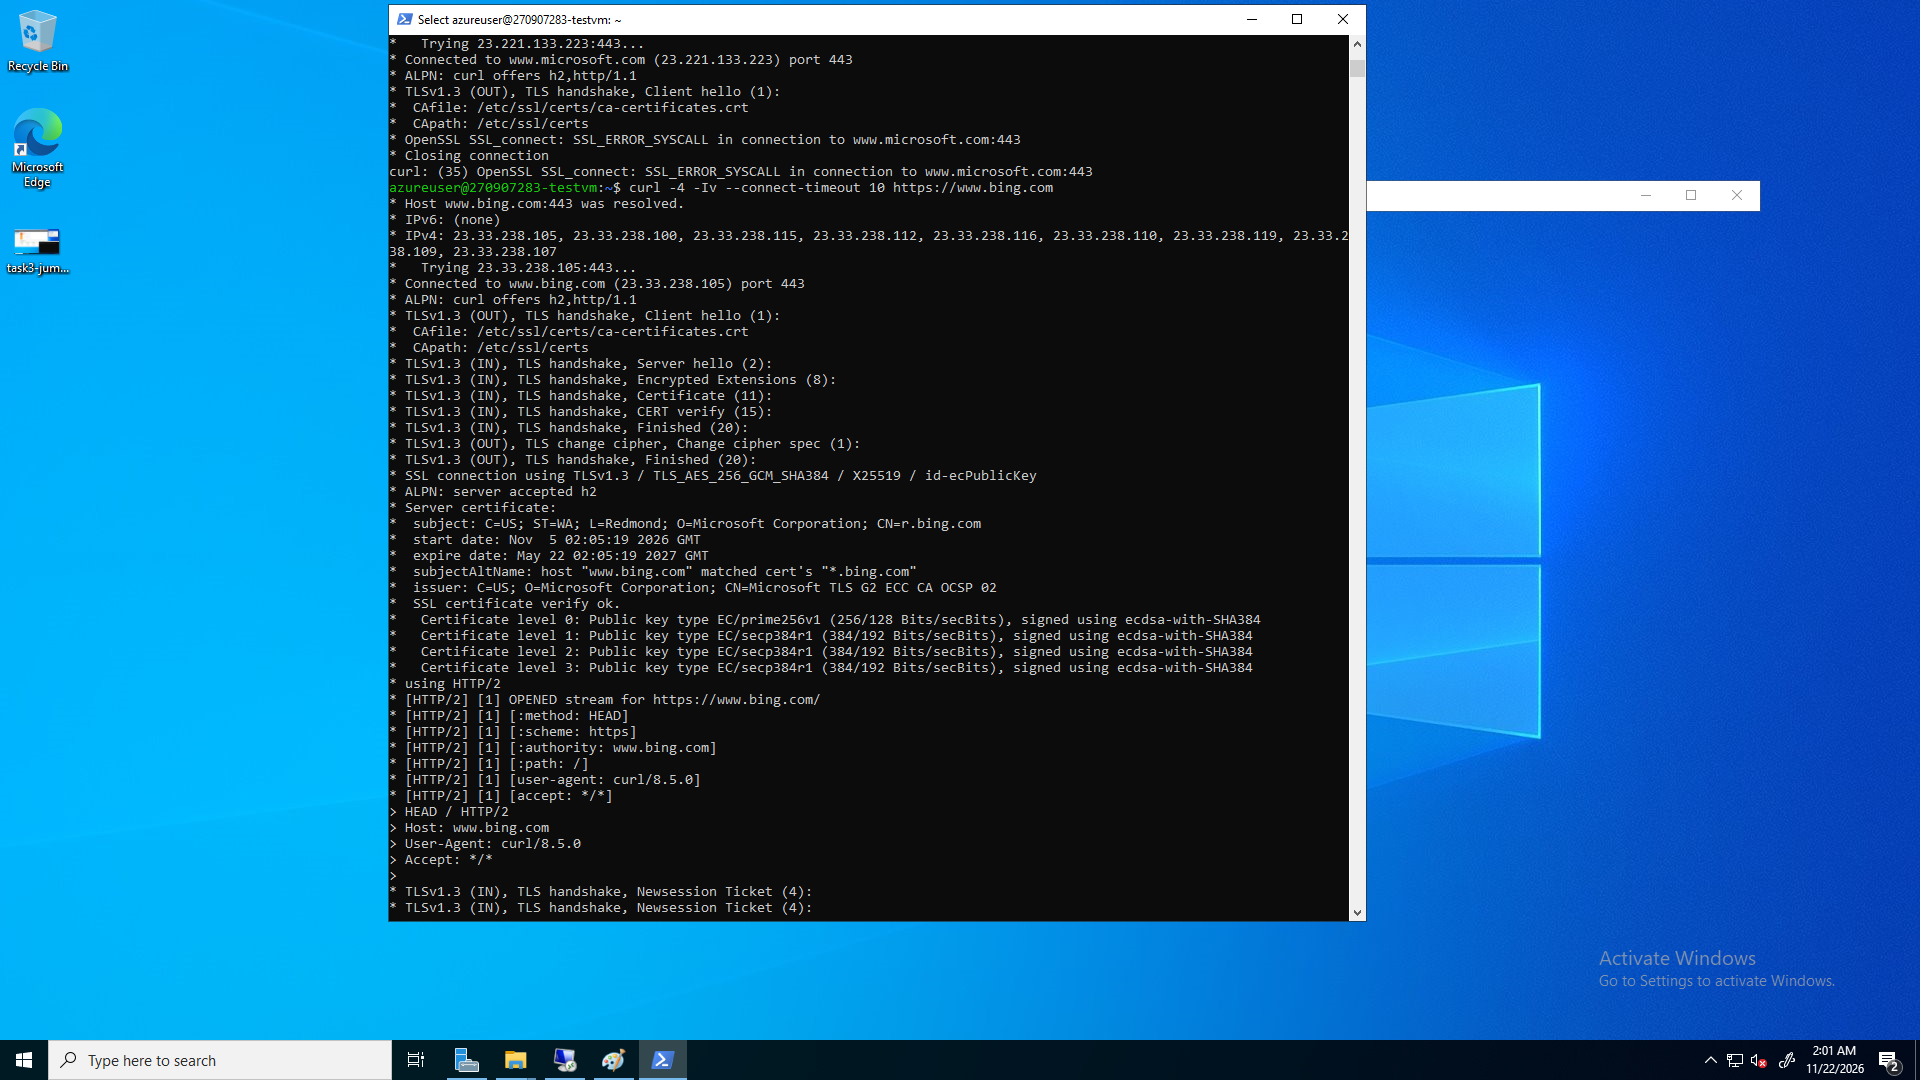 Recycle Bin
Microsoft
Edge
task3-jum...
Select azureuser@270907283-testvm: ~
*   Trying 23.221.133.223:443...
* Connected to www.microsoft.com (23.221.133.223) port 443
* ALPN: curl offers h2,http/1.1
* TLSv1.3 (OUT), TLS handshake, Client hello (1):
*  CAfile: /etc/ssl/certs/ca-certificates.crt
*  CApath: /etc/ssl/certs
* OpenSSL SSL_connect: SSL_ERROR_SYSCALL in connection to www.microsoft.com:443
* Closing connection
curl: (35) OpenSSL SSL_connect: SSL_ERROR_SYSCALL in connection to www.microsoft.com:443
azureuser@270907283-testvm:~$ curl -4 -Iv --connect-timeout 10 https://www.bing.com
* Host www.bing.com:443 was resolved.
* IPv6: (none)
* IPv4: 23.33.238.105, 23.33.238.100, 23.33.238.115, 23.33.238.112, 23.33.238.116, 23.33.238.110, 23.33.238.119, 23.33.2
38.109, 23.33.238.107
*   Trying 23.33.238.105:443...
* Connected to www.bing.com (23.33.238.105) port 443
* ALPN: curl offers h2,http/1.1
* TLSv1.3 (OUT), TLS handshake, Client hello (1):
*  CAfile: /etc/ssl/certs/ca-certificates.crt
*  CApath: /etc/ssl/certs
* TLSv1.3 (IN), TLS handshake, Server hello (2):
* TLSv1.3 (IN), TLS handshake, Encrypted Extensions (8):
* TLSv1.3 (IN), TLS handshake, Certificate (11):
* TLSv1.3 (IN), TLS handshake, CERT verify (15):
* TLSv1.3 (IN), TLS handshake, Finished (20):
* TLSv1.3 (OUT), TLS change cipher, Change cipher spec (1):
* TLSv1.3 (OUT), TLS handshake, Finished (20):
* SSL connection using TLSv1.3 / TLS_AES_256_GCM_SHA384 / X25519 / id-ecPublicKey
* ALPN: server accepted h2
* Server certificate:
*  subject: C=US; ST=WA; L=Redmond; O=Microsoft Corporation; CN=r.bing.com
*  start date: Nov  5 02:05:19 2026 GMT
*  expire date: May 22 02:05:19 2027 GMT
*  subjectAltName: host "www.bing.com" matched cert's "*.bing.com"
*  issuer: C=US; O=Microsoft Corporation; CN=Microsoft TLS G2 ECC CA OCSP 02
*  SSL certificate verify ok.
*   Certificate level 0: Public key type EC/prime256v1 (256/128 Bits/secBits), signed using ecdsa-with-SHA384
*   Certificate level 1: Public key type EC/secp384r1 (384/192 Bits/secBits), signed using ecdsa-with-SHA384
*   Certificate level 2: Public key type EC/secp384r1 (384/192 Bits/secBits), signed using ecdsa-with-SHA384
*   Certificate level 3: Public key type EC/secp384r1 (384/192 Bits/secBits), signed using ecdsa-with-SHA384
* using HTTP/2
* [HTTP/2] [1] OPENED stream for https://www.bing.com/
* [HTTP/2] [1] [:method: HEAD]
* [HTTP/2] [1] [:scheme: https]
* [HTTP/2] [1] [:authority: www.bing.com]
* [HTTP/2] [1] [:path: /]
* [HTTP/2] [1] [user-agent: curl/8.5.0]
* [HTTP/2] [1] [accept: */*]
> HEAD / HTTP/2
> Host: www.bing.com
> User-Agent: curl/8.5.0
> Accept: */*
>
* TLSv1.3 (IN), TLS handshake, Newsession Ticket (4):
* TLSv1.3 (IN), TLS handshake, Newsession Ticket (4):
Activate Windows
Go to Settings to activate Windows.
Type here to search
2:01 AM
11/22/2026
2